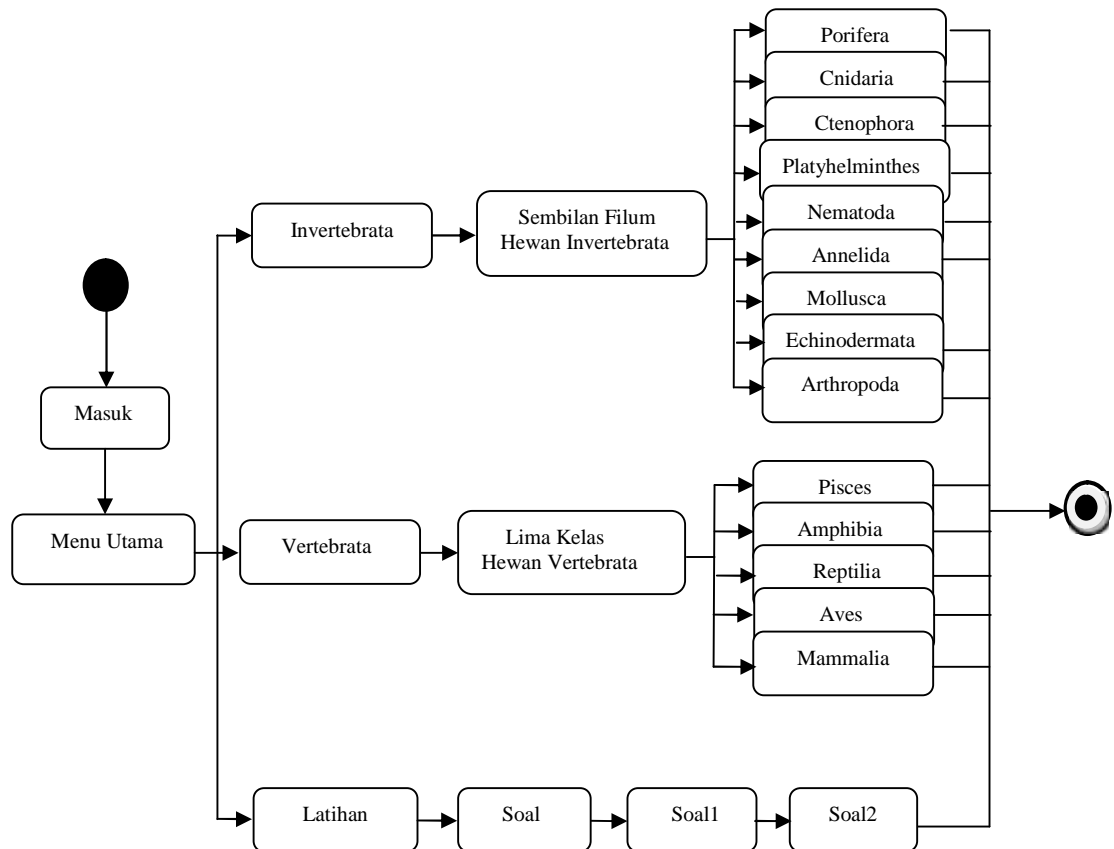 Porifera
Cnidaria
Ctenophora
Platyhelminthes
Nematoda
Annelida
Mollusca
Echinodermata
Arthropoda
Invertebrata
Sembilan Filum
Hewan Invertebrata
Masuk
Menu Utama
Vertebrata
Lima Kelas
Hewan Vertebrata
Pisces
Amphibia
Reptilia
Aves
Mammalia
Latihan
Soal
Soal1
Soal2